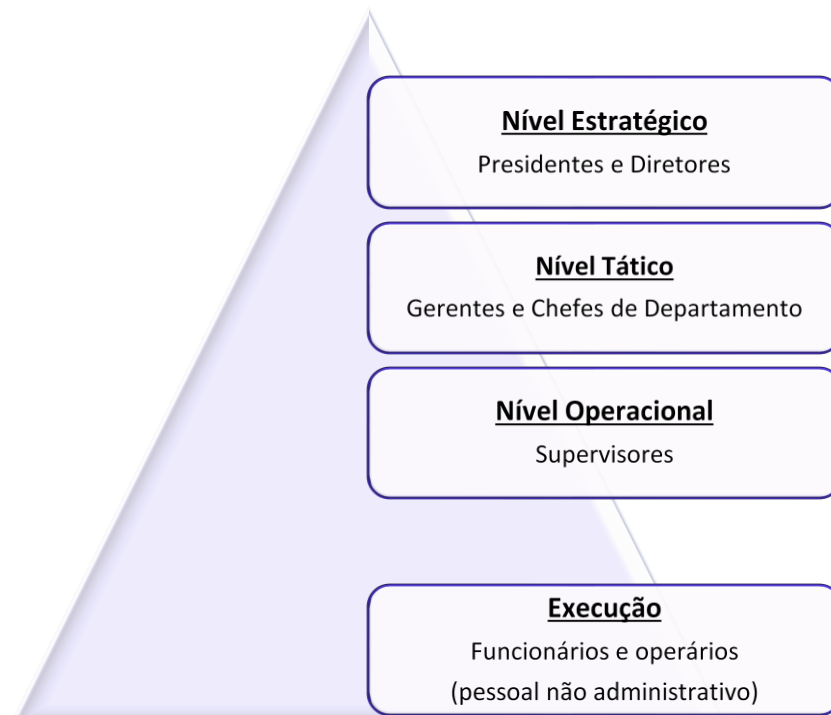 Nível Estratégico
Presidentes e Diretores
Nível Tático
Gerentes e Chefes de Departamento
Nível Operacional
Supervisores
Execução
Funcionários e operários
(pessoal não administrativo)